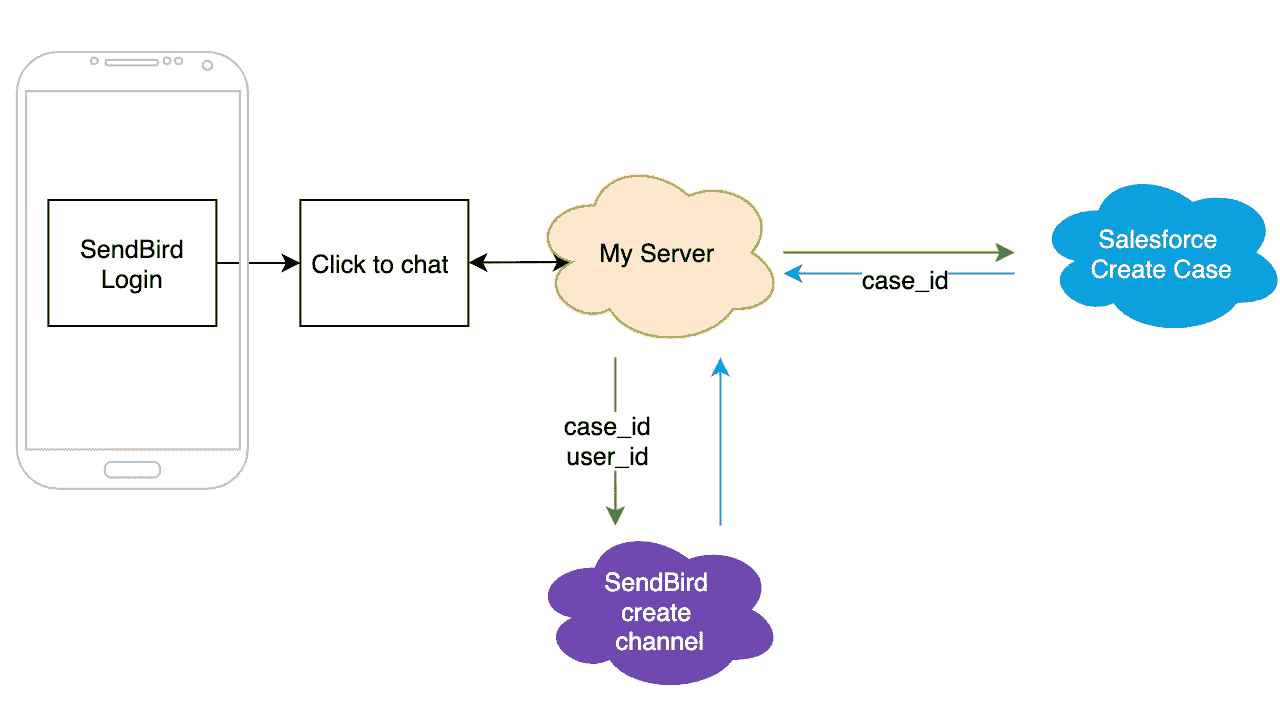 SendBird
Login
Click to chat
My Server
Salesforce
Create Case
case_id
case_id
user_id
SendBird
create
channel